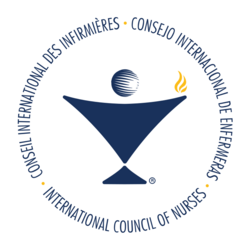 CONSEIL INTERNATIONAL DES INFIRMIÈRES • CONSEJO INTERNACIONAL DE ENFERMERAS • INTERNATIONAL COUNCIL OF NURSES •
®